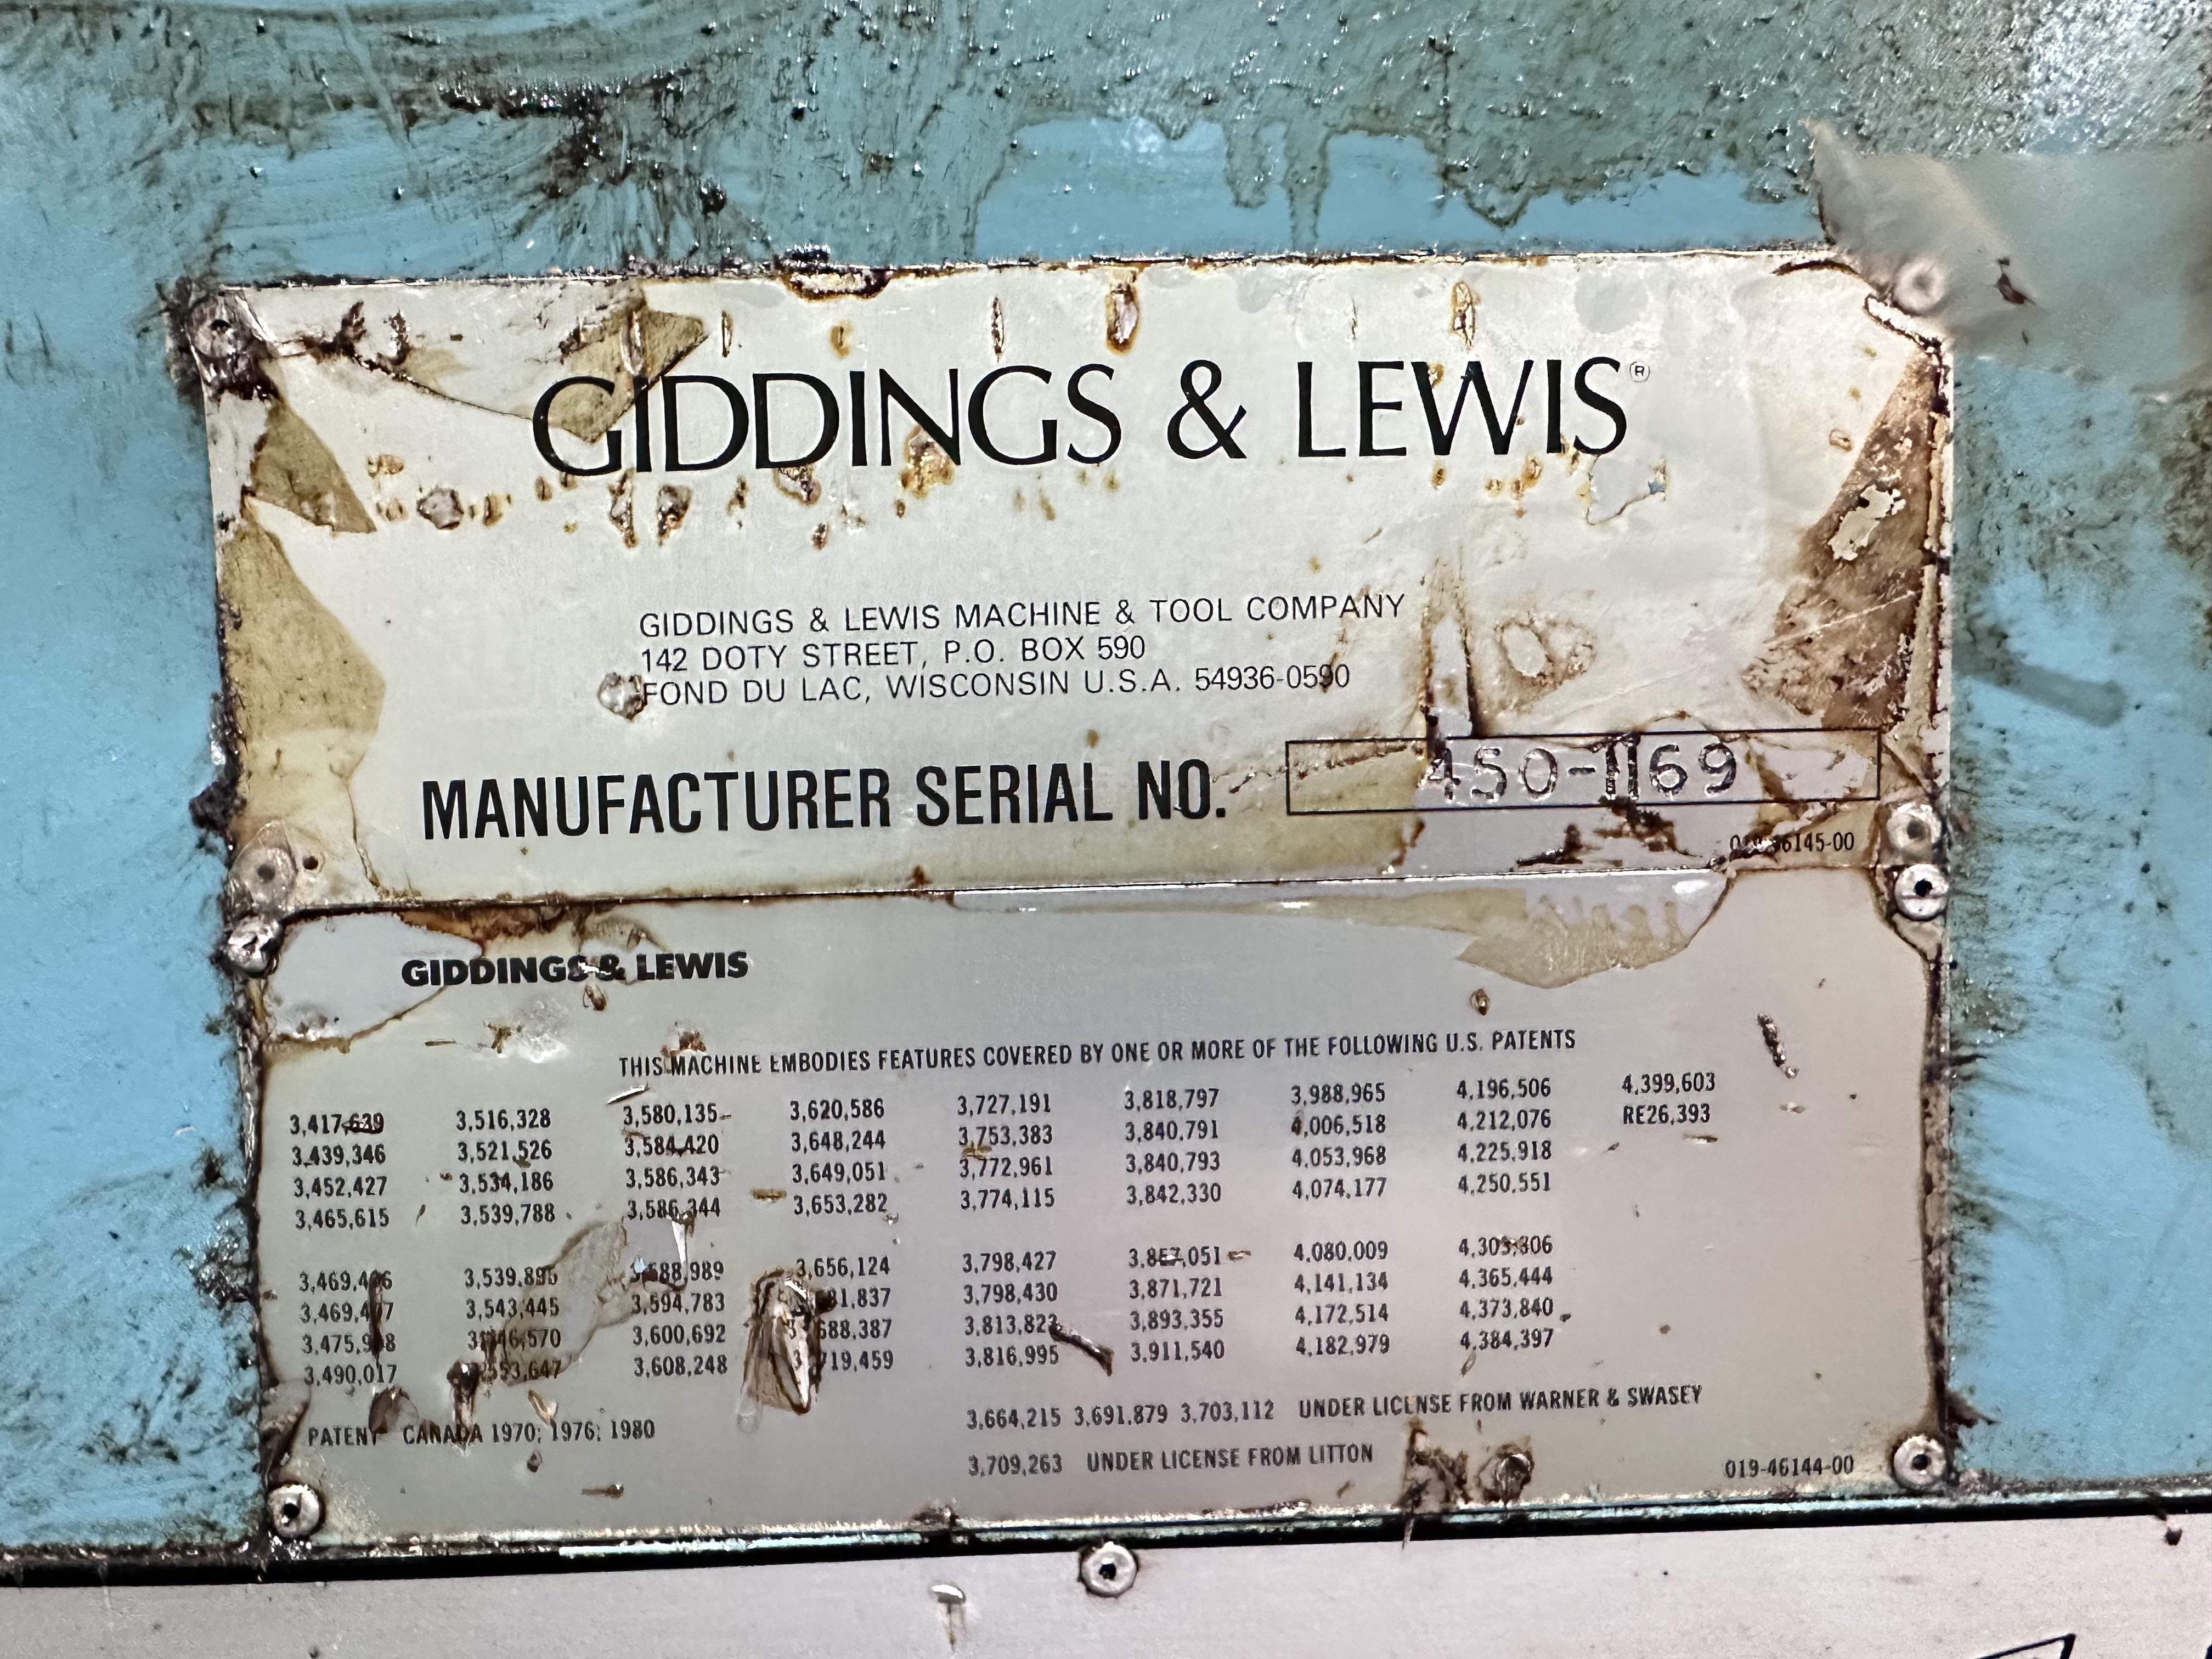 GIDDINGS & LEWIS®
GIDDINGS & LEWIS MACHINE & TOOL COMPANY
142 DOTY STREET, P.O. BOX 590
FOND DU LAC, WISCONSIN U.S.A. 54936-0590
MANUFACTURER SERIAL NO. 450-1169
GIDDINGS & LEWIS
THIS MACHINE EMBODIES FEATURES COVERED BY ONE OR MORE OF THE FOLLOWING U.S. PATENTS
3,417,639 3,516,328 3,580,135 3,620,586 3,727,191 3,818,797 3,988,965 4,196,506 4,399,603
3,439,346 3,521,526 3,584,420 3,648,244 3,753,383 3,840,791 4,006,518 4,212,076 RE26,393
3,452,427 3,534,186 3,586,343 3,649,051 3,772,961 3,840,793 4,053,968 4,225,918
3,465,615 3,539,788 3,586,344 3,653,282 3,774,115 3,842,330 4,074,177 4,250,551
3,539,895 3,656,124 3,798,427 4,080,009
3,543,445 3,594,783 3,798,430 3,871,721 4,141,134 4,365,444
3,600,692 3,893,355 4,172,514 4,373,840
3,490,017 3,608,248 3,816,995 3,911,540 4,182,979 4,384,397
PATENT CANADA 1970; 1976; 1980
3,664,215 3,691,879 3,703,112 UNDER LICENSE FROM WARNER & SWASEY
3,709,263 UNDER LICENSE FROM LITTON
019-46144-00